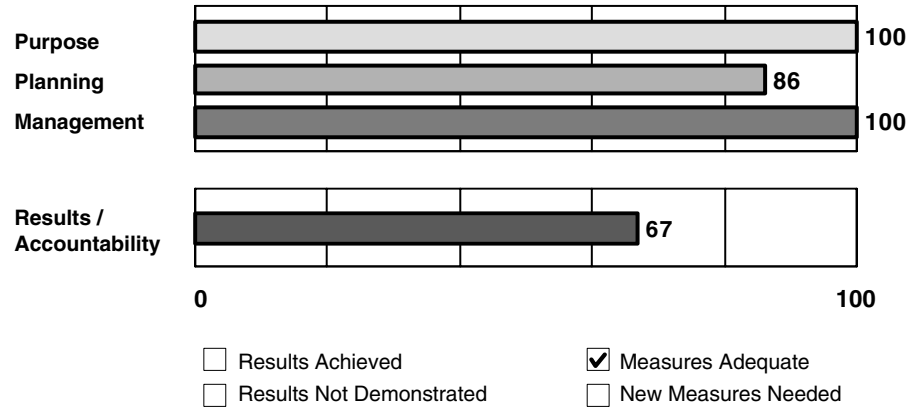 Purpose 100
Planning 86
Management 100
Results /
Accountability 67
0 100
Results Achieved Measures Adequate
Results Not Demonstrated New Measures Needed